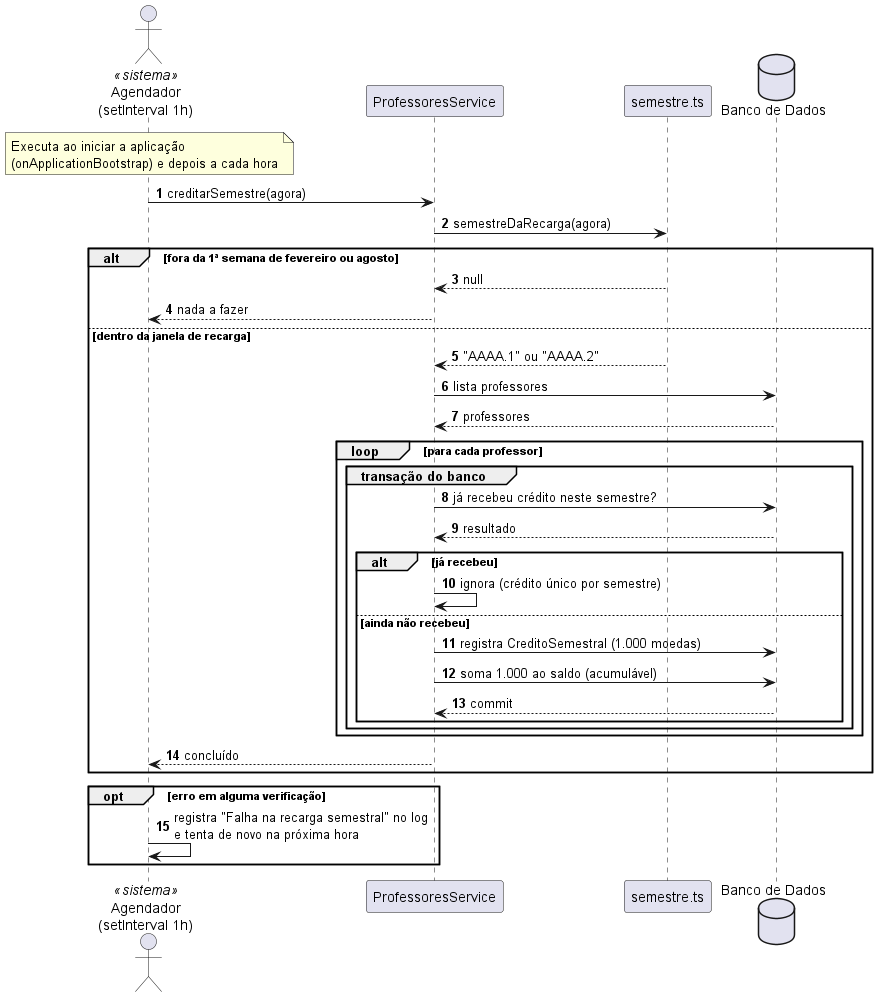 «sistema»
Agendador
(setInterval 1h)
ProfessoresService
semestre.ts
Banco de Dados
Executa ao iniciar a aplicação
(onApplicationBootstrap) e depois a cada hora
1 creditarSemestre(agora)
2 semestreDaRecarga(agora)
alt [fora da 1ª semana de fevereiro ou agosto]
3 null
4 nada a fazer
[dentro da janela de recarga]
5 "AAAA.1" ou "AAAA.2"
6 lista professores
7 professores
loop [para cada professor]
transação do banco
8 já recebeu crédito neste semestre?
9 resultado
alt [já recebeu]
10 ignora (crédito único por semestre)
[ainda não recebeu]
11 registra CreditoSemestral (1.000 moedas)
12 soma 1.000 ao saldo (acumulável)
13 commit
14 concluído
opt [erro em alguma verificação]
15 registra "Falha na recarga semestral" no log
e tenta de novo na próxima hora
«sistema»
Agendador
(setInterval 1h)
ProfessoresService
semestre.ts
Banco de Dados